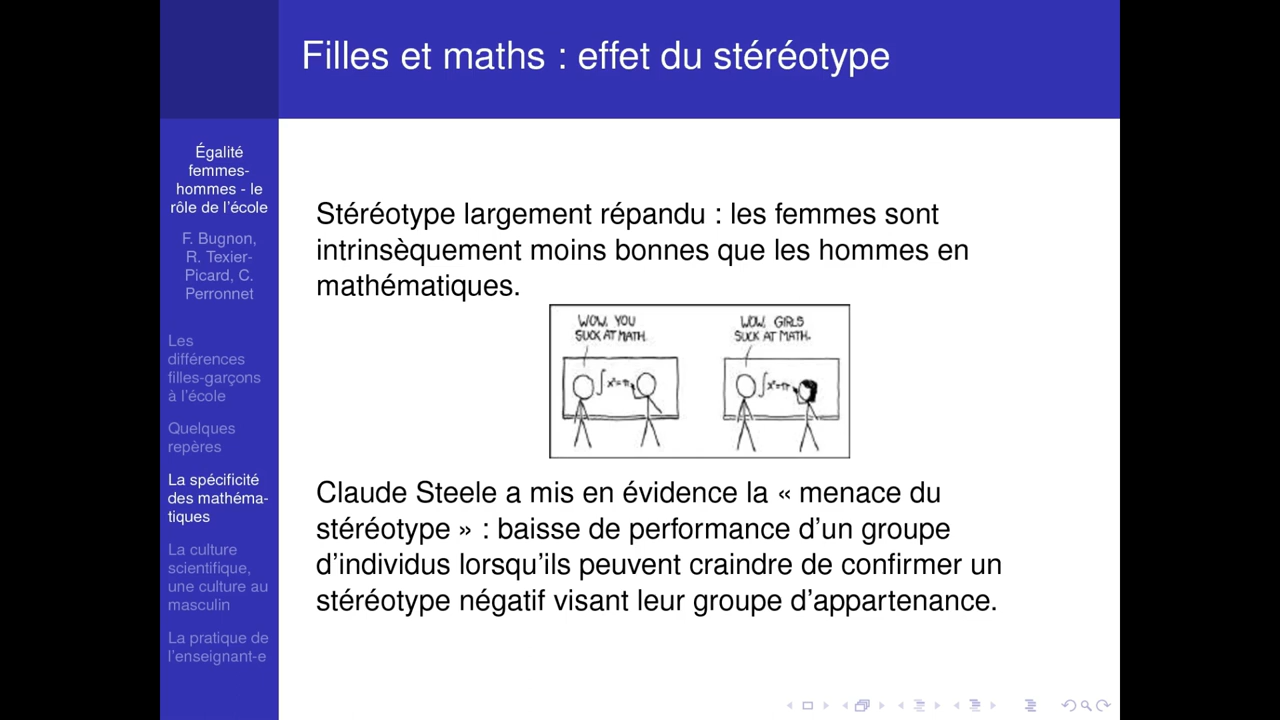 Filles et maths : effet du stéréotype
Égalité
femmes-
hommes - le
rôle de l'école
F. Bugnon,
R. Texier-
Picard, C.
Perronnet
Les
différences
filles-garçons
à l'école
Quelques
repères
La spécificité
des mathéma-
tiques
La culture
scientifique,
une culture au
masculin
La pratique de
l'enseignant-e
Stéréotype largement répandu : les femmes sont
intrinsèquement moins bonnes que les hommes en
mathématiques.
WOW, YOU
SUCK AT MATH.
∫ x² = π
WOW, GIRLS
SUCK AT MATH.
∫ x² = π
Claude Steele a mis en évidence la « menace du
stéréotype » : baisse de performance d'un groupe
d'individus lorsqu'ils peuvent craindre de confirmer un
stéréotype négatif visant leur groupe d'appartenance.